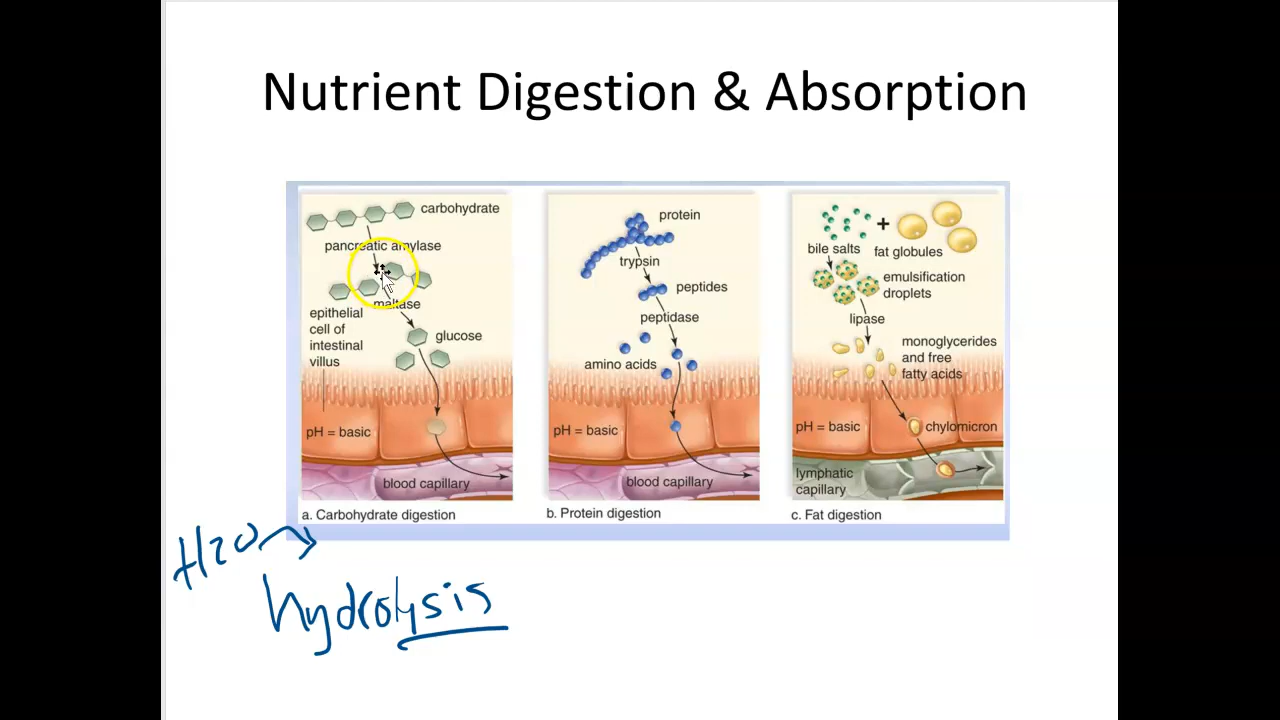 Nutrient Digestion & Absorption
carbohydrate
pancreatic amylase
maltase
epithelial
cell of
intestinal
villus
glucose
pH = basic
blood capillary
a. Carbohydrate digestion
protein
trypsin
peptides
peptidase
amino acids
pH = basic
blood capillary
b. Protein digestion
+
bile salts
fat globules
emulsification
droplets
lipase
monoglycerides
and free
fatty acids
pH = basic
chylomicron
lymphatic
capillary
c. Fat digestion
H2O
hydrolysis